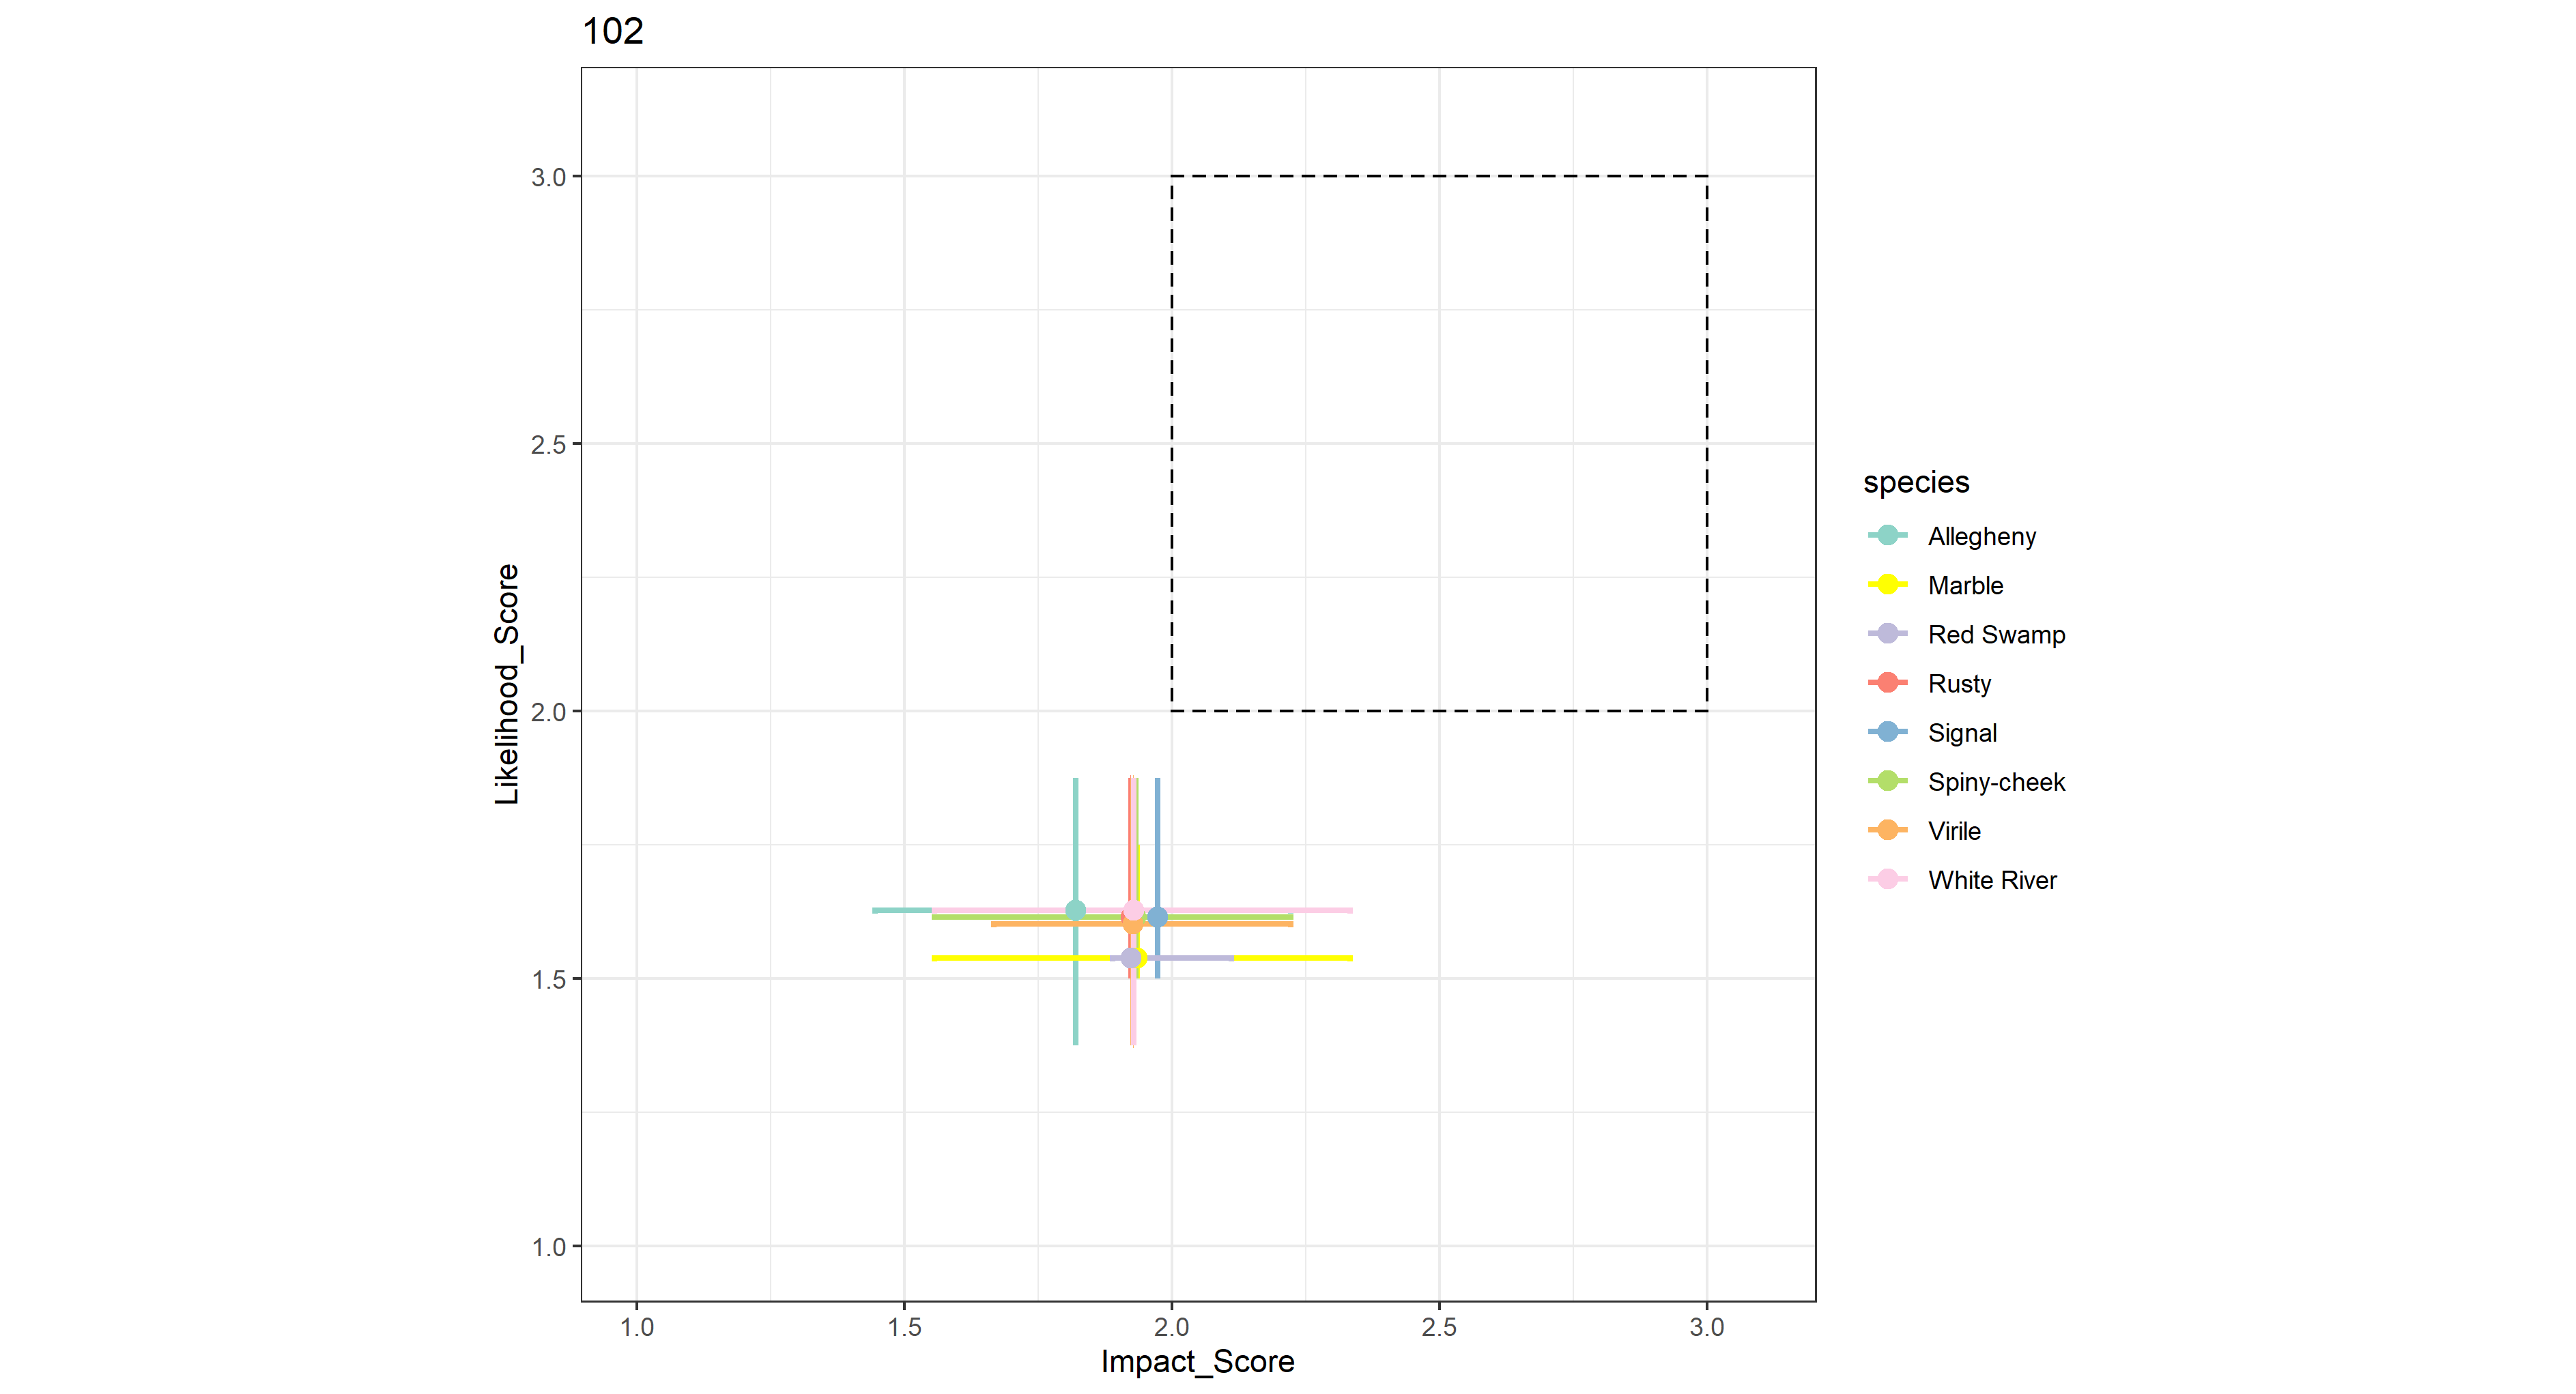 102
3.0
2.5
2.0
1.5
1.0
Likelihood_Score
1.0 1.5 2.0 2.5 3.0
Impact_Score
species
Allegheny
Marble
Red Swamp
Rusty
Signal
Spiny-cheek
Virile
White River